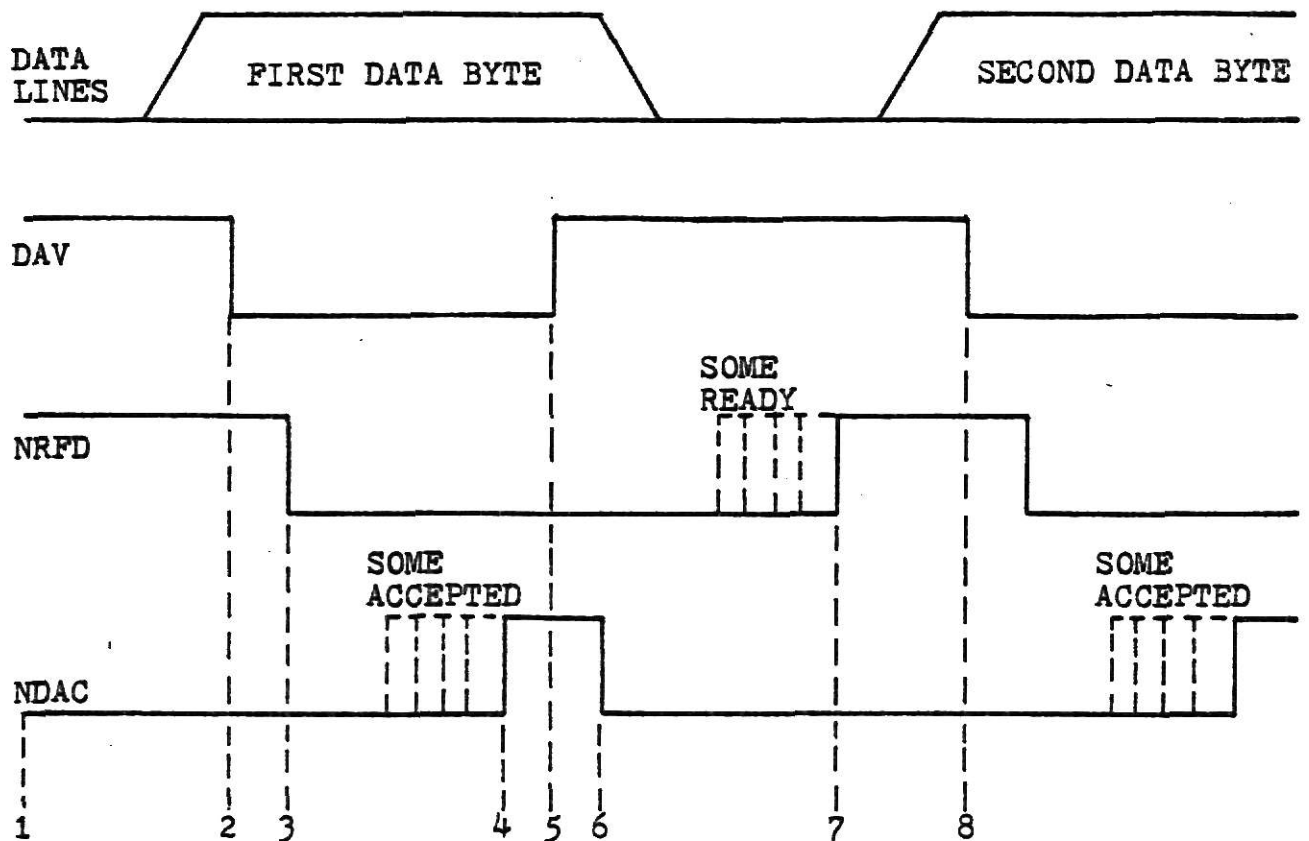 DATA
LINES
FIRST DATA BYTE
SECOND DATA BYTE
DAV
SOME
READY
NRFD
SOME
ACCEPTED
SOME
ACCEPTED
NDAC
1 2 3 4 5 6 7 8